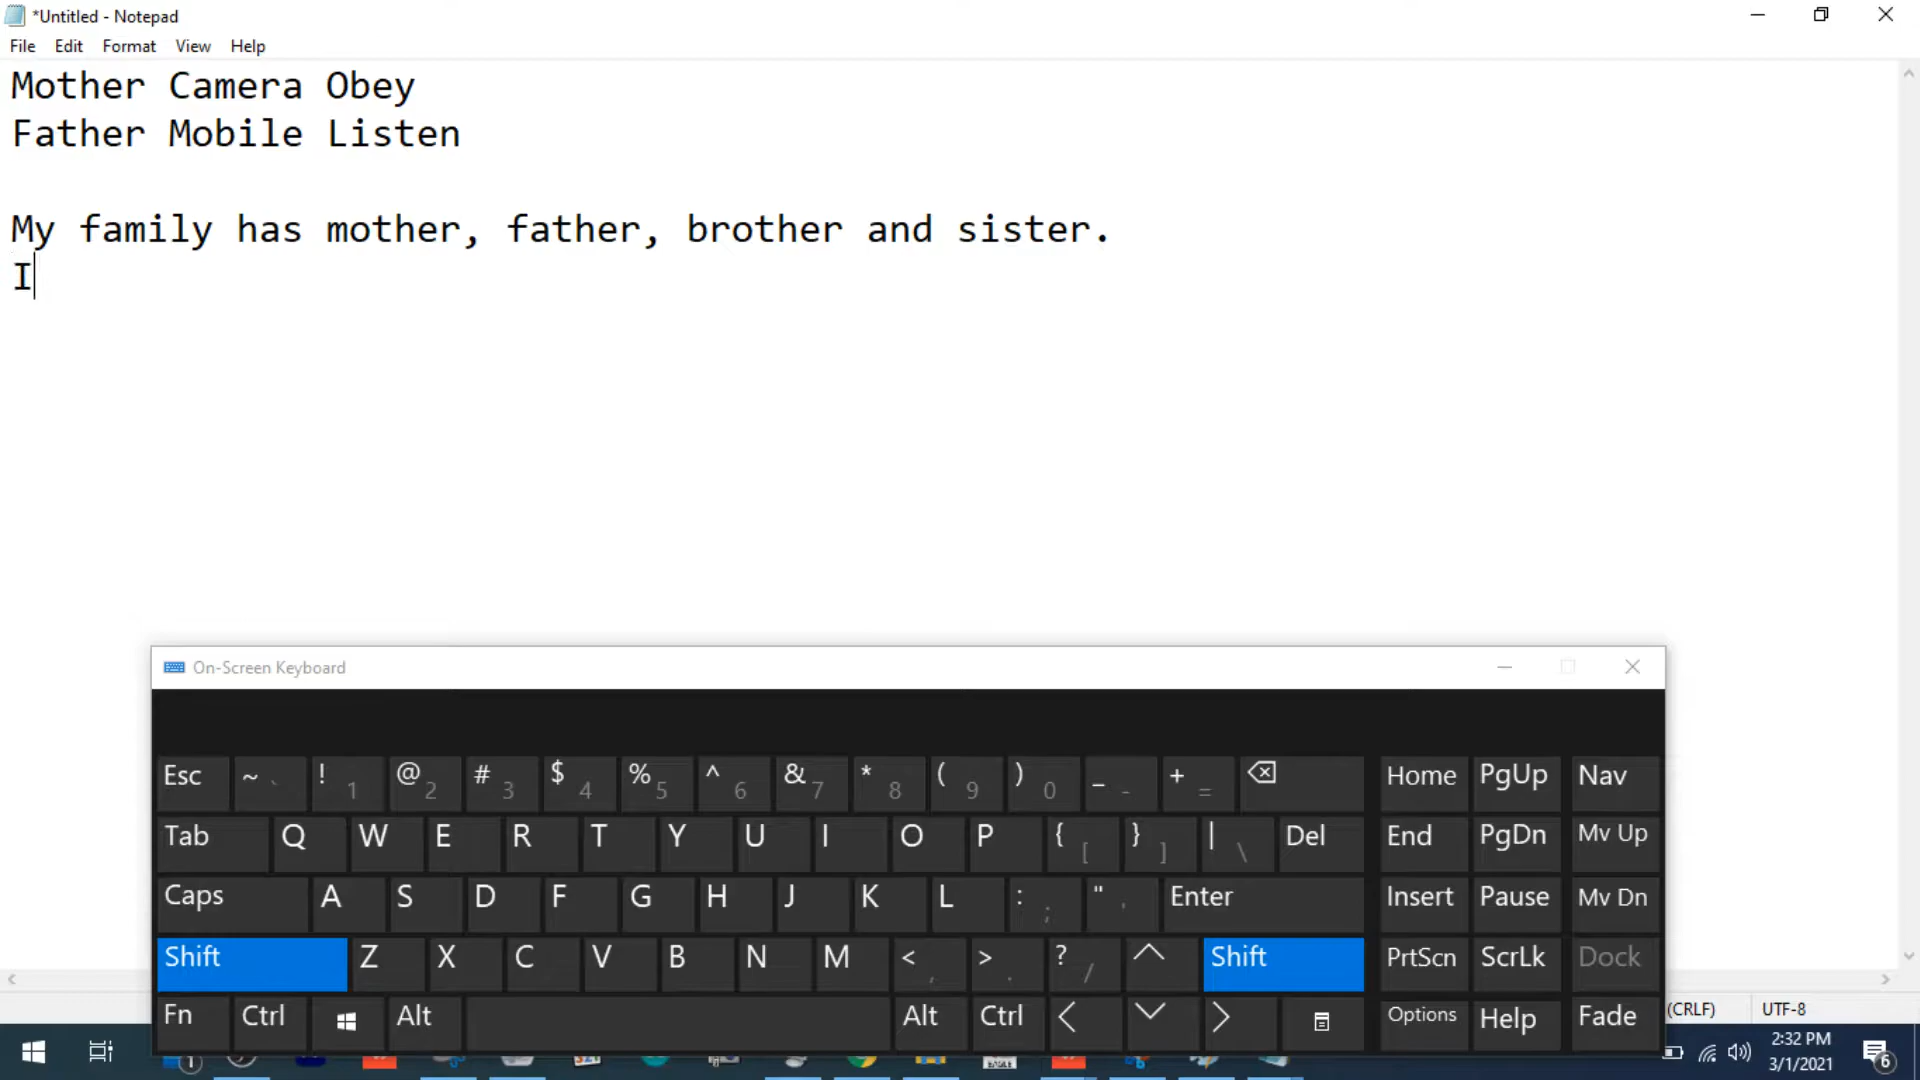 *Untitled - Notepad
File Edit Format View Help
Mother Camera Obey
Father Mobile Listen
My family has mother, father, brother and sister.
I
On-Screen Keyboard
Esc ~ ` ! 1 @ 2 # 3 $ 4 % 5 ^ 6 & 7 * 8 ( 9 ) 0 _ - + = Home PgUp Nav
Tab Q W E R T Y U I O P { [ } ] | \ Del End PgDn Mv Up
Caps A S D F G H J K L : ; " ' Enter Insert Pause Mv Dn
Shift Z X C V B N M < , > . ? / Shift PrtScn ScrLk Dock
Fn Ctrl Alt Alt Ctrl Options Help Fade
(CRLF) UTF-8
2:32 PM
3/1/2021
1
6